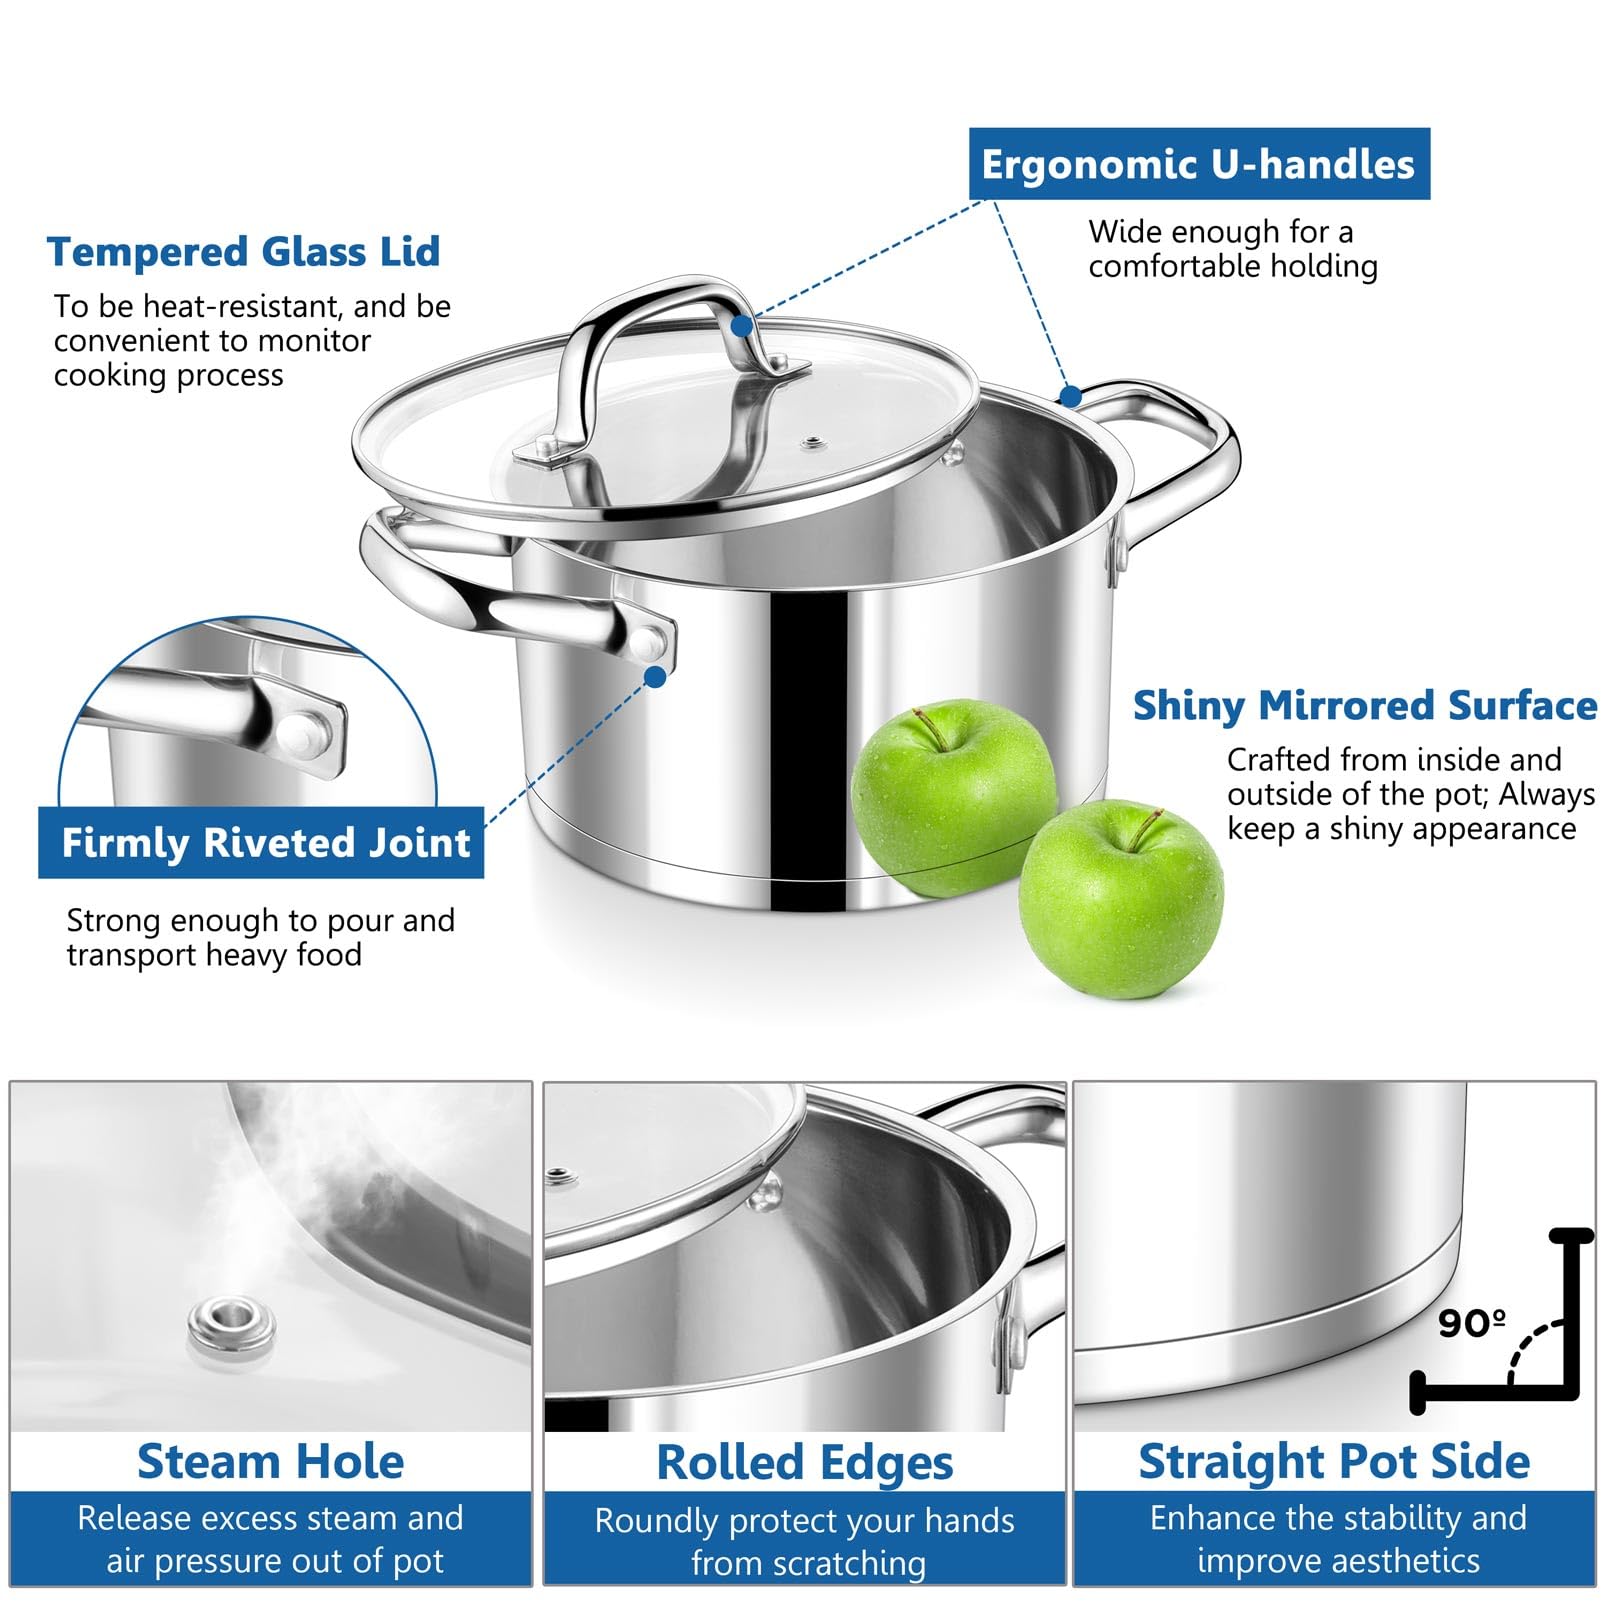 Ergonomic U-handles
Wide enough for a
comfortable holding
Tempered Glass Lid
To be heat-resistant, and be
convenient to monitor
cooking process
Shiny Mirrored Surface
Crafted from inside and
outside of the pot; Always
keep a shiny appearance
Firmly Riveted Joint
Strong enough to pour and
transport heavy food
90º
Steam Hole
Release excess steam and
air pressure out of pot
Rolled Edges
Roundly protect your hands
from scratching
Straight Pot Side
Enhance the stability and
improve aesthetics